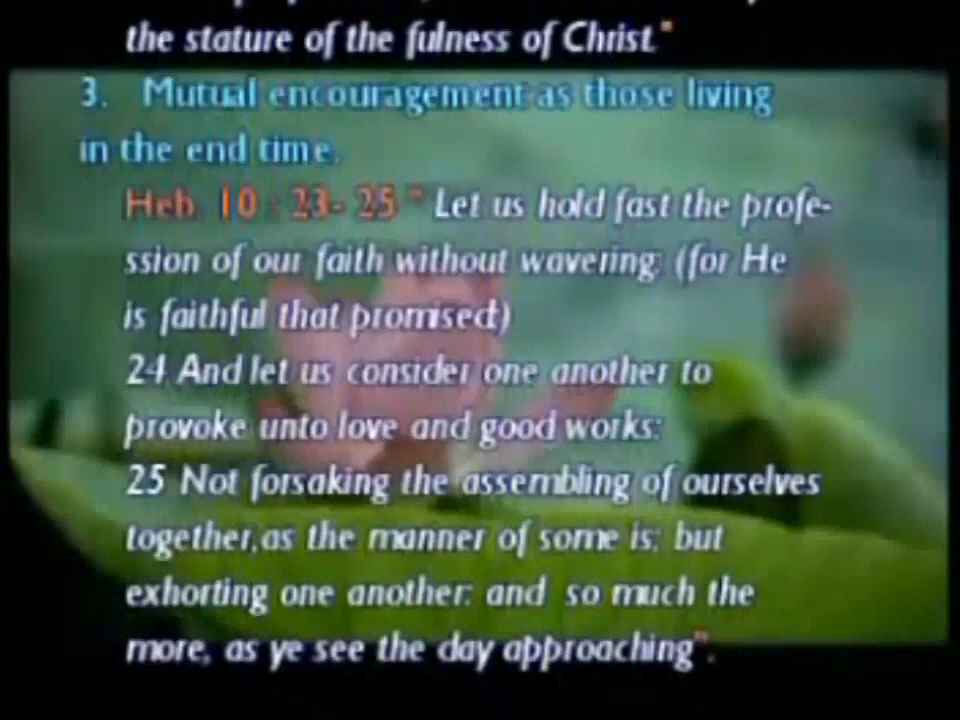 the stature of the fulness of Christ."
3. Mutual encouragement as those living
in the end time.
Heb. 10 : 23- 25 " Let us hold fast the profe-
ssion of our faith without wavering; (for He
is faithful that promised;)
24 And let us consider one another to
provoke unto love and good works:
25 Not forsaking the assembling of ourselves
together,as the manner of some is; but
exhorting one another: and so much the
more, as ye see the day approaching".